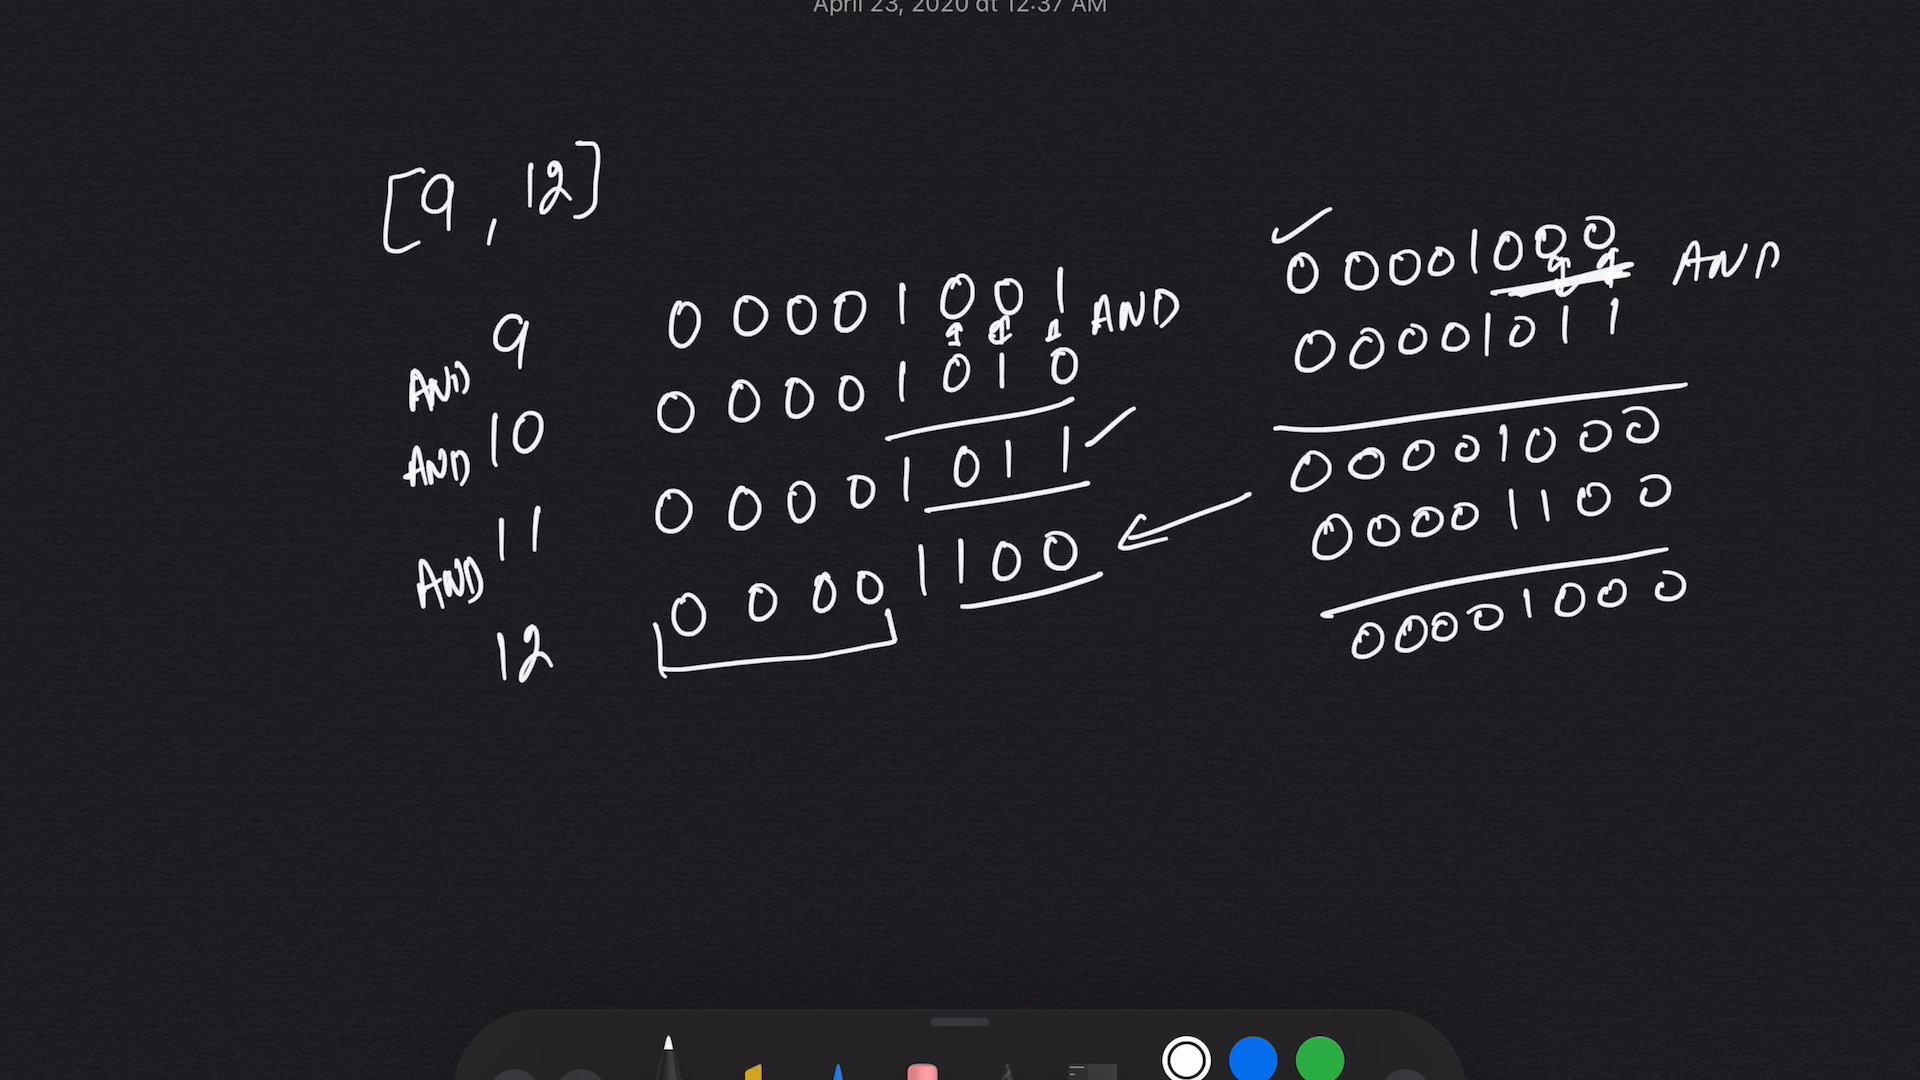 April 23, 2020 at 12:37 AM
[9, 12]
9 00001001 AND
AND
10 00001010
AND
11 00001011
AND
12 00001100
00001000 AND
00001011
00001000
00001100
00001000